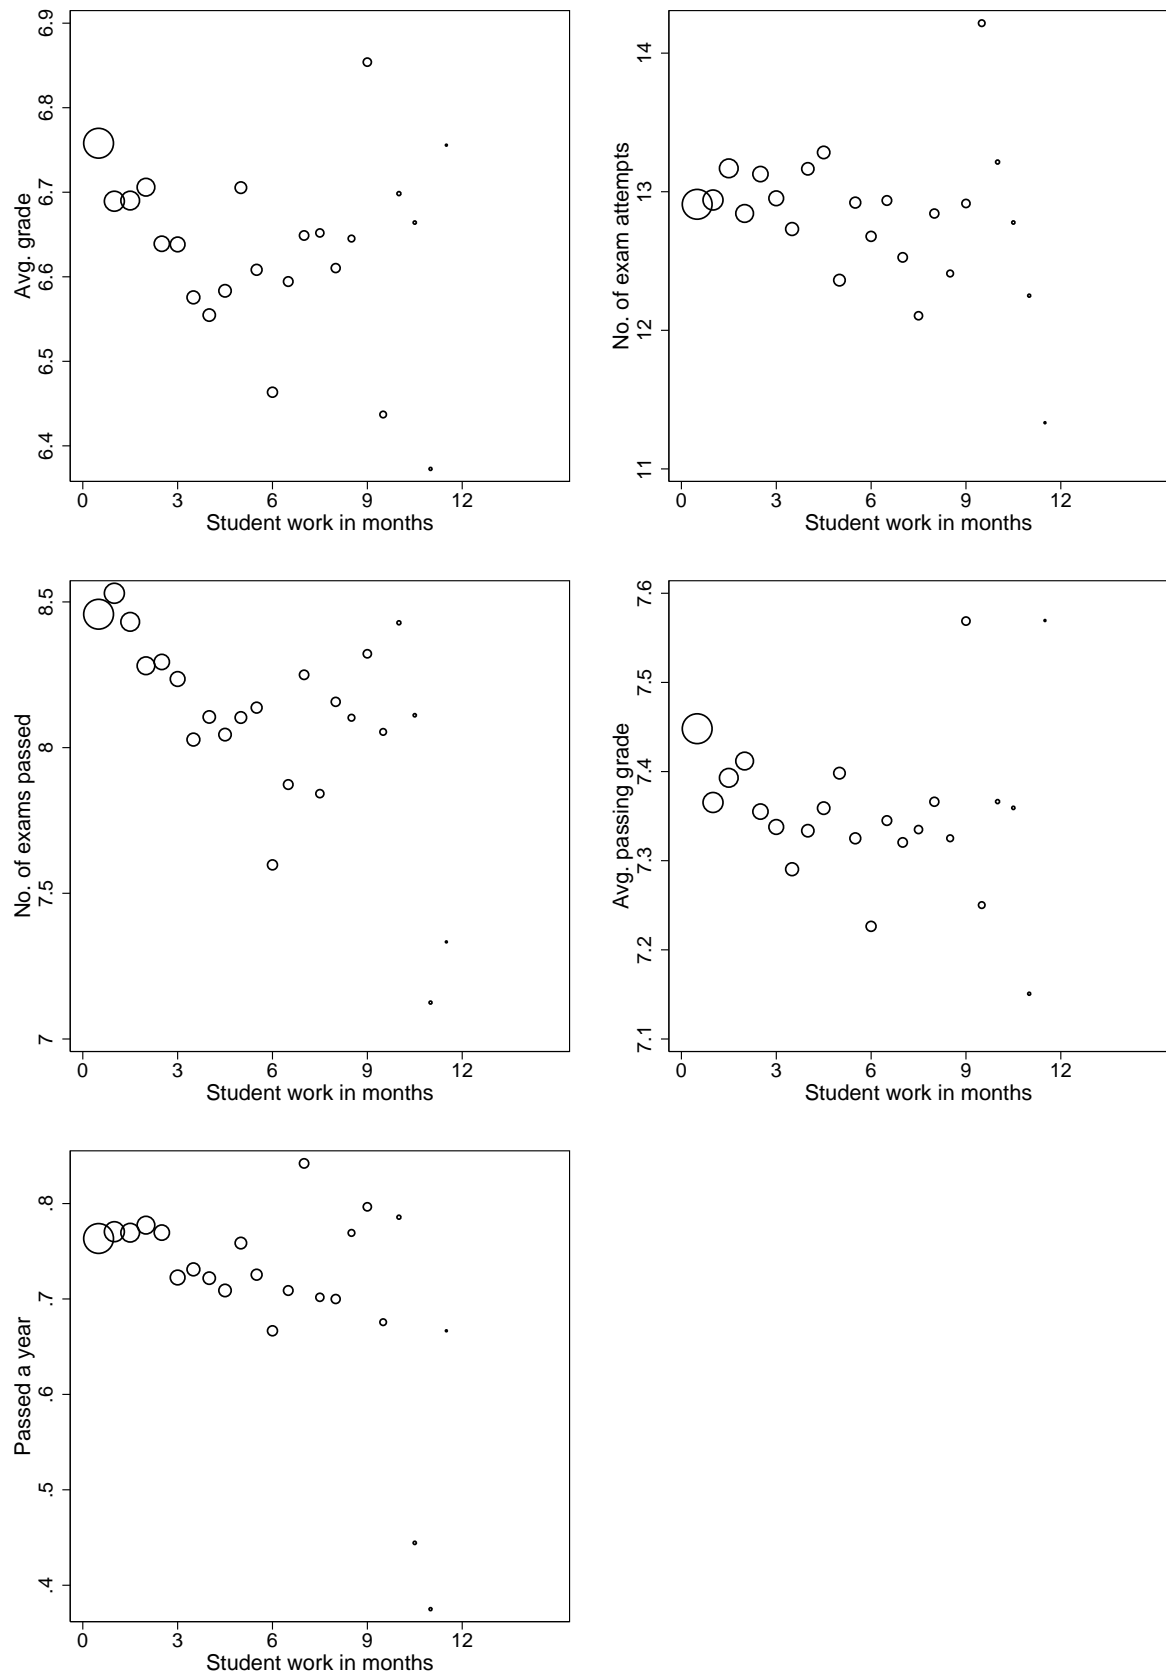 Avg. grade
6.4 6.5 6.6 6.7 6.8 6.9
0 3 6 9 12
Student work in months
No. of exam attempts
11 12 13 14
0 3 6 9 12
Student work in months
No. of exams passed
7 7.5 8 8.5
0 3 6 9 12
Student work in months
Avg. passing grade
7.1 7.2 7.3 7.4 7.5 7.6
0 3 6 9 12
Student work in months
Passed a year
.4 .5 .6 .7 .8
0 3 6 9 12
Student work in months